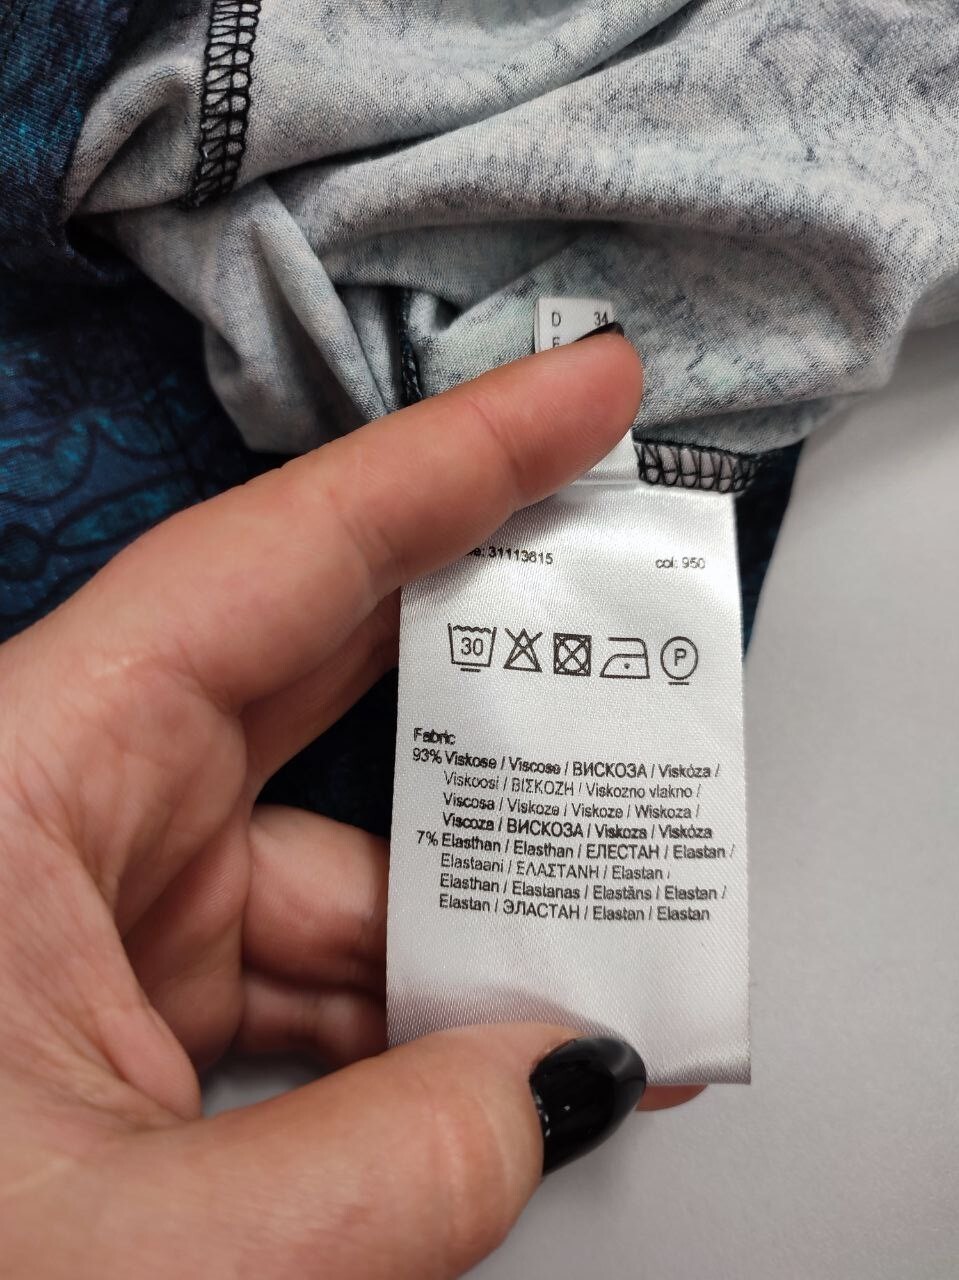 D 34
31113615 col: 950
30 P
Fabric
93% Viskose / Viscose / ВИСКОЗА / Viskóza /
Viskoosi / ΒΙΣΚΟΖΗ / Viskozno vlakno /
Viscosa / Viskoze / Viskoze / Wiskoza /
Viscoza / ВИСКОЗА / Viskoza / Viskóza
7% Elasthan / Elasthan / ЕЛЕСТАН / Elastan /
Elastaani / ΕΛΑΣΤΑΝΗ / Elastan /
Elasthan / Elastanas / Elastāns / Elastan /
Elastan / ЭЛАСТАН / Elastan / Elastan